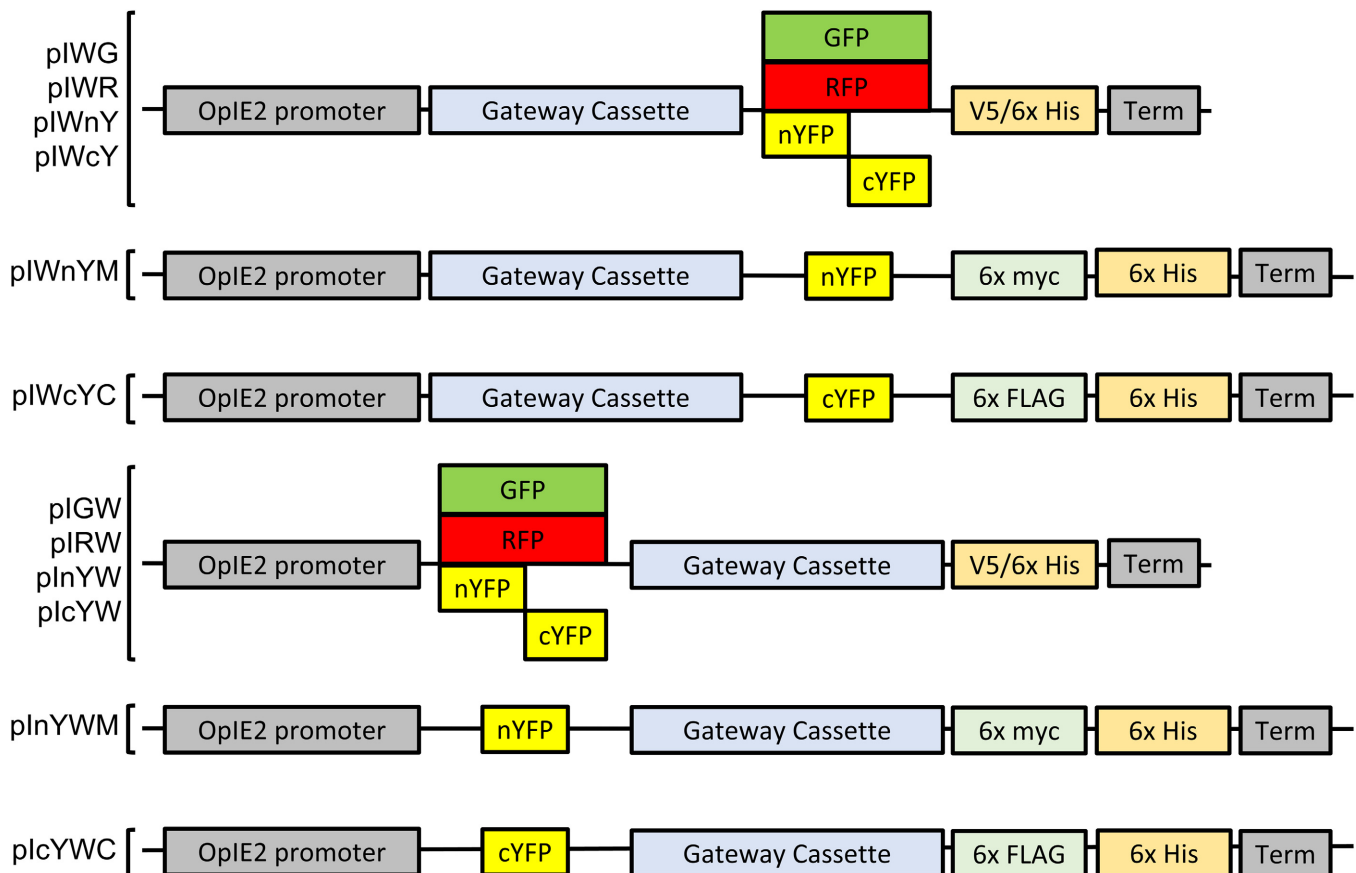 pIWG
pIWR
pIWnY
pIWcY
OpIE2 promoter
Gateway Cassette
GFP
RFP
nYFP
cYFP
V5/6x His
Term
pIWnYM
OpIE2 promoter
Gateway Cassette
nYFP
6x myc
6x His
Term
pIWcYC
OpIE2 promoter
Gateway Cassette
cYFP
6x FLAG
6x His
Term
pIGW
pIRW
pInYW
pIcYW
OpIE2 promoter
GFP
RFP
nYFP
cYFP
Gateway Cassette
V5/6x His
Term
pInYWM
OpIE2 promoter
nYFP
Gateway Cassette
6x myc
6x His
Term
pIcYWC
OpIE2 promoter
cYFP
Gateway Cassette
6x FLAG
6x His
Term